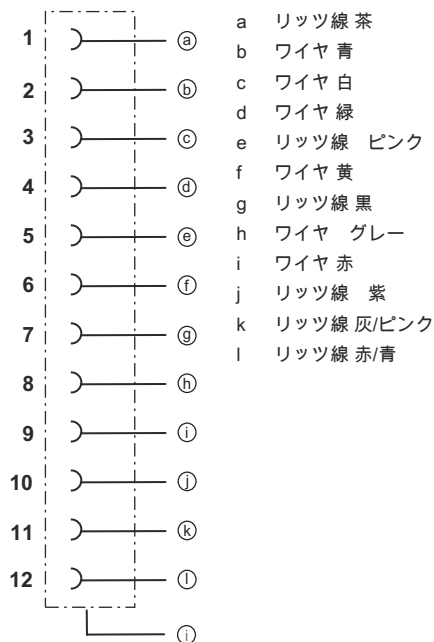 1 ⓐ
2 ⓑ
3 ⓒ
4 ⓓ
5 ⓔ
6 ⓕ
7 ⓖ
8 ⓗ
9 ⓘ
10 ⓙ
11 ⓚ
12 ⓛ
ⓘ
a リッツ線 茶
b ワイヤ 青
c ワイヤ 白
d ワイヤ 緑
e リッツ線 ピンク
f ワイヤ 黄
g リッツ線 黒
h ワイヤ グレー
i ワイヤ 赤
j リッツ線 紫
k リッツ線 灰/ピンク
l リッツ線 赤/青